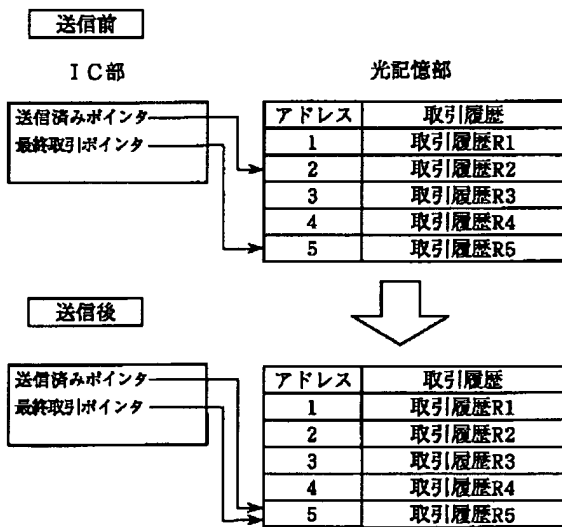 送信前
IC部 光記憶部
送信済みポインタ
最終取引ポインタ
アドレス 取引履歴
1 取引履歴R1
2 取引履歴R2
3 取引履歴R3
4 取引履歴R4
5 取引履歴R5
送信後
送信済みポインタ
最終取引ポインタ
アドレス 取引履歴
1 取引履歴R1
2 取引履歴R2
3 取引履歴R3
4 取引履歴R4
5 取引履歴R5